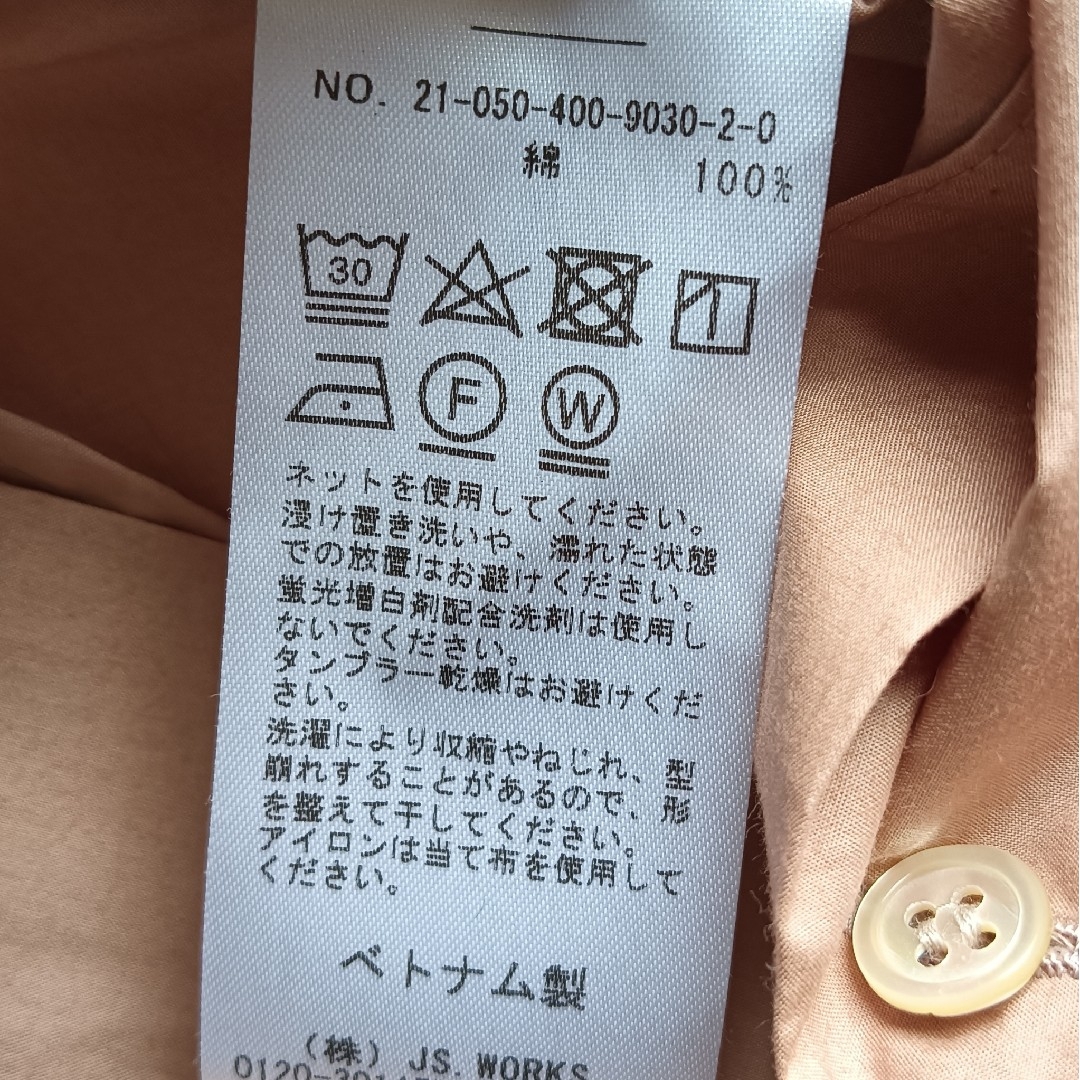 NO. 21-050-400-9030-2-0
綿 100%
30
F W
ネットを使用してください。
浸け置き洗いや、濡れた状態
での放置はお避けください。
蛍光増白剤配合洗剤は使用し
ないでください。
タンブラー乾燥はお避けくだ
さい。
洗濯により収縮やねじれ、型
崩れすることがあるので、形
を整えて干してください。
アイロンは当て布を使用して
ください。
ベトナム製
(株) JS. WORKS